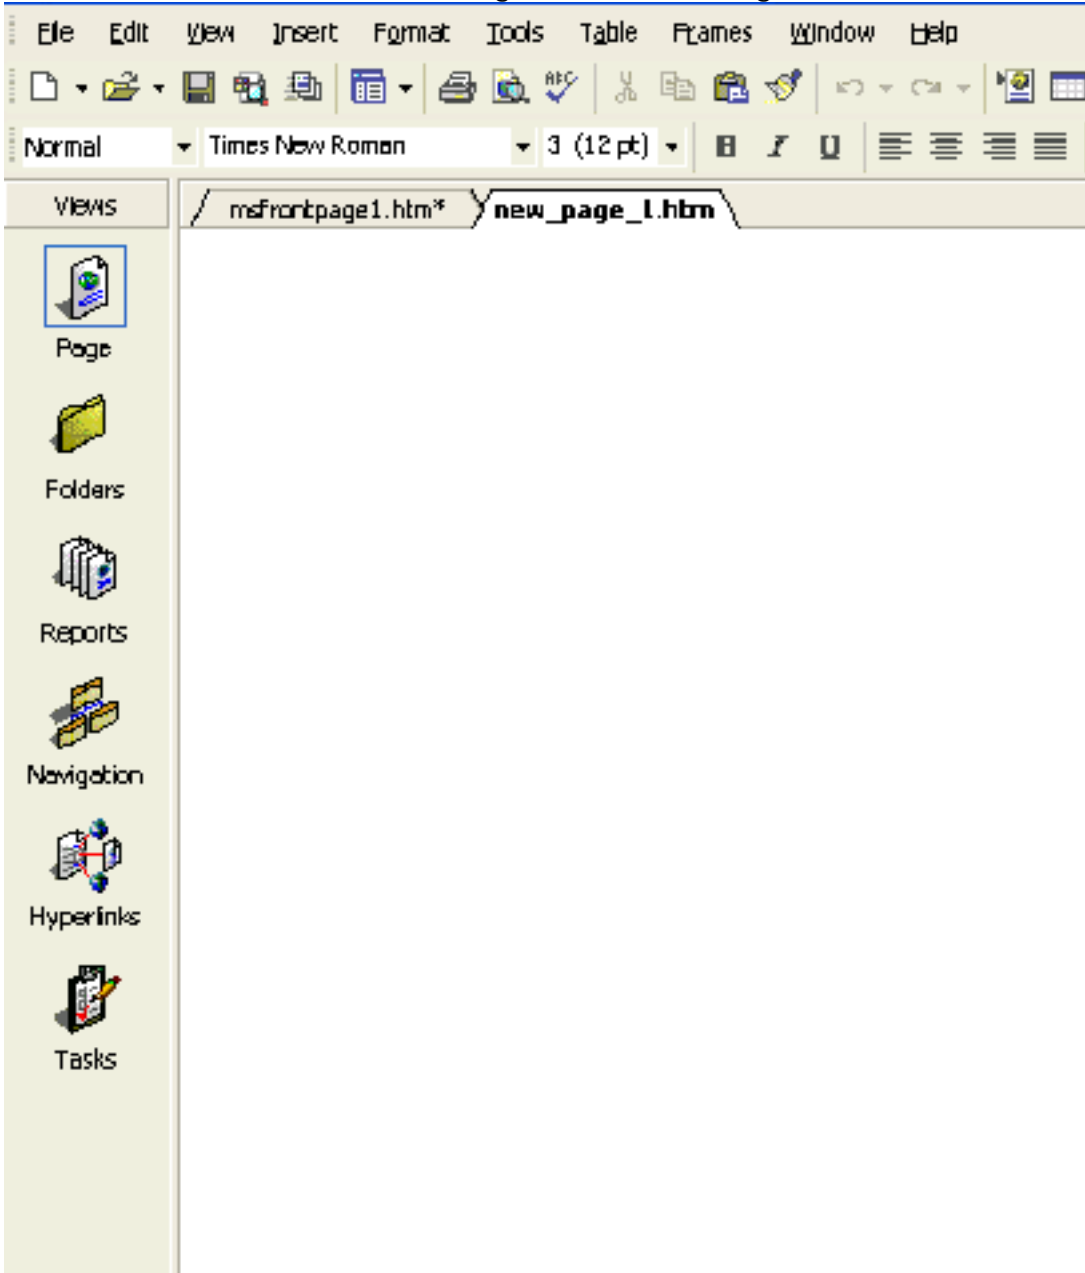 File Edit View Insert Format Tools Table Frames Window Help
ABC
Normal Times New Roman 3 (12 pt) B I U
Views msfrontpage1.htm* new_page_1.htm
Page
Folders
Reports
Navigation
Hyperlinks
Tasks